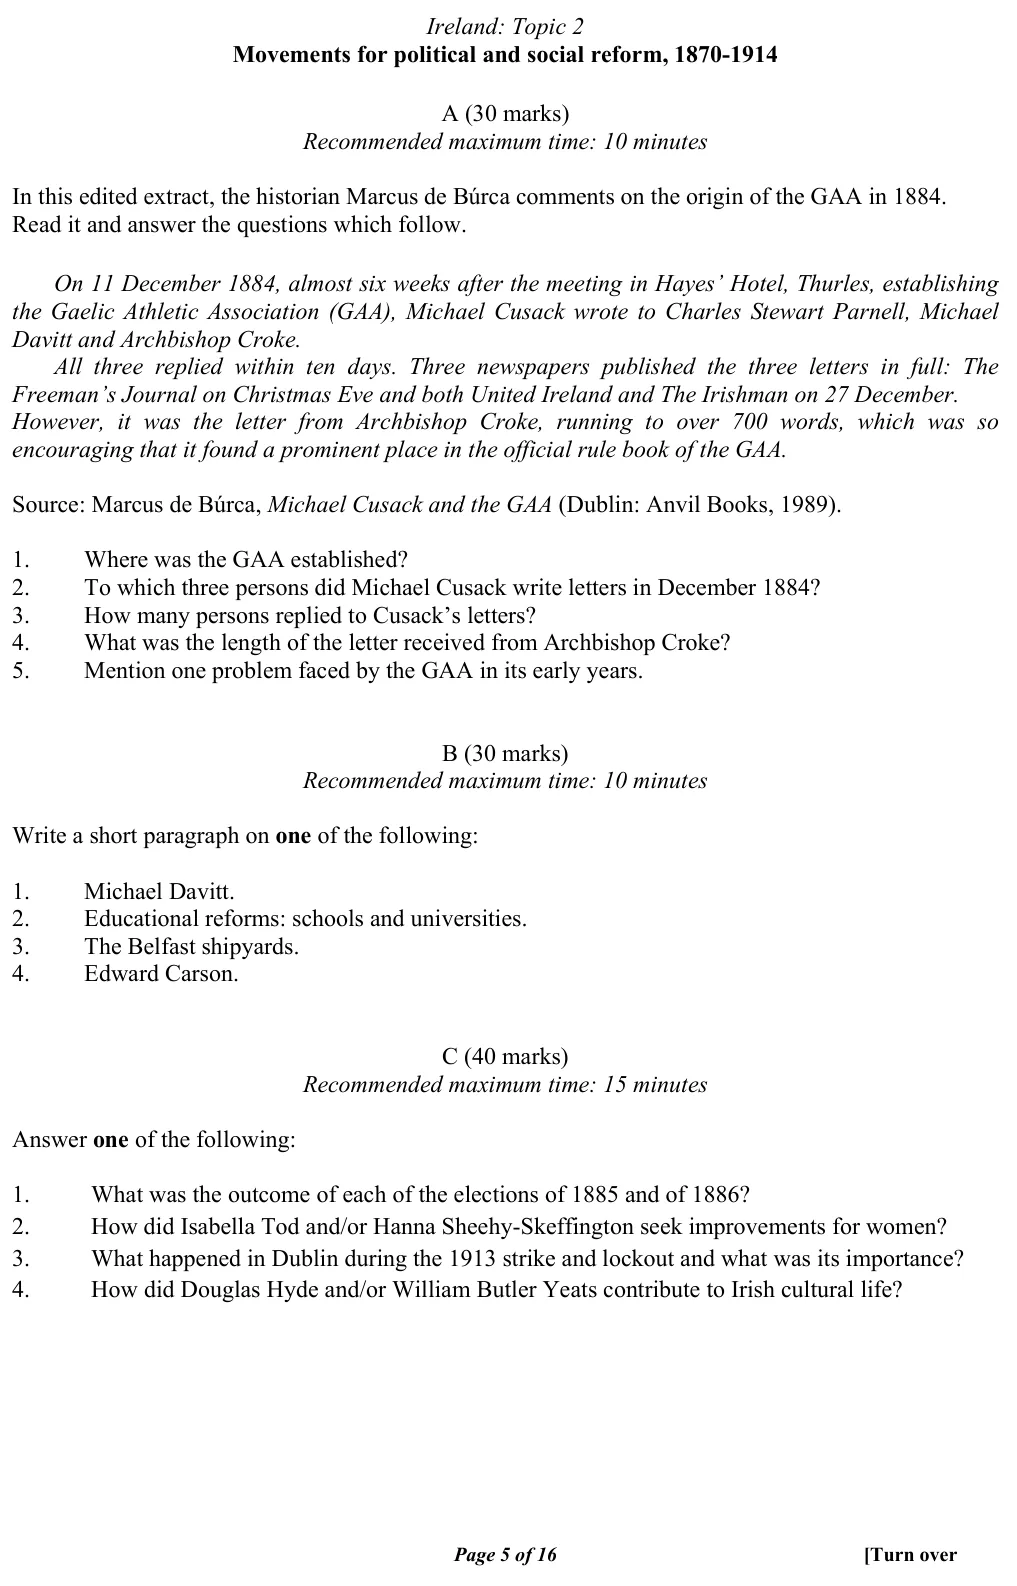 Ireland: Topic 2
Movements for political and social reform, 1870-1914
A (30 marks)
Recommended maximum time: 10 minutes
In this edited extract, the historian Marcus de Búrca comments on the origin of the GAA in 1884.
Read it and answer the questions which follow.
On 11 December 1884, almost six weeks after the meeting in Hayes’ Hotel, Thurles, establishing
the Gaelic Athletic Association (GAA), Michael Cusack wrote to Charles Stewart Parnell, Michael
Davitt and Archbishop Croke.
All three replied within ten days. Three newspapers published the three letters in full: The
Freeman’s Journal on Christmas Eve and both United Ireland and The Irishman on 27 December.
However, it was the letter from Archbishop Croke, running to over 700 words, which was so
encouraging that it found a prominent place in the official rule book of the GAA.
Source: Marcus de Búrca, Michael Cusack and the GAA (Dublin: Anvil Books, 1989).
1. Where was the GAA established?
2. To which three persons did Michael Cusack write letters in December 1884?
3. How many persons replied to Cusack’s letters?
4. What was the length of the letter received from Archbishop Croke?
5. Mention one problem faced by the GAA in its early years.
B (30 marks)
Recommended maximum time: 10 minutes
Write a short paragraph on one of the following:
1. Michael Davitt.
2. Educational reforms: schools and universities.
3. The Belfast shipyards.
4. Edward Carson.
C (40 marks)
Recommended maximum time: 15 minutes
Answer one of the following:
1. What was the outcome of each of the elections of 1885 and of 1886?
2. How did Isabella Tod and/or Hanna Sheehy-Skeffington seek improvements for women?
3. What happened in Dublin during the 1913 strike and lockout and what was its importance?
4. How did Douglas Hyde and/or William Butler Yeats contribute to Irish cultural life?
Page 5 of 16 [Turn over